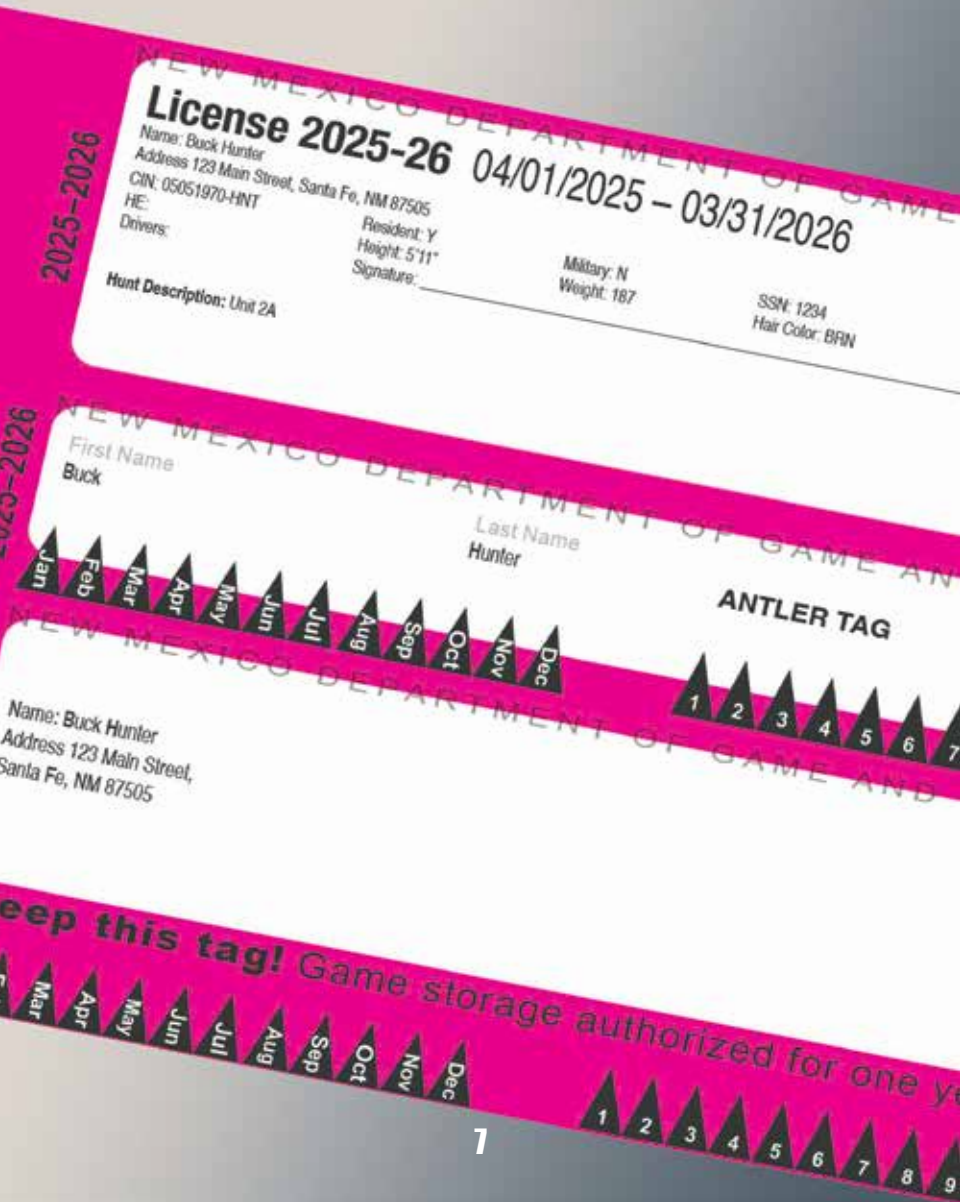 NEW MEXICO DEPARTMENT OF GAME
2025–2026
License 2025-26 04/01/2025 – 03/31/2026
Name: Buck Hunter
Address 123 Main Street, Santa Fe, NM 87505
CIN: 05051970-HNT
Resident: Y
Military: N
SSN: 1234
HE:
Height: 5'11"
Weight: 187
Hair Color: BRN
Drivers:
Signature:
Hunt Description: Unit 2A
2025–2026
NEW MEXICO DEPARTMENT OF GAME AN
First Name
Buck
Last Name
Hunter
ANTLER TAG
Jan Feb Mar Apr May Jun Jul Aug Sep Oct Nov Dec
1 2 3 4 5 6 7
NEW MEXICO DEPARTMENT OF GAME AND
Name: Buck Hunter
Address 123 Main Street,
Santa Fe, NM 87505
eep this tag! Game storage authorized for one ye
Mar Apr May Jun Jul Aug Sep Oct Nov Dec
1 2 3 4 5 6 7 8 9
7